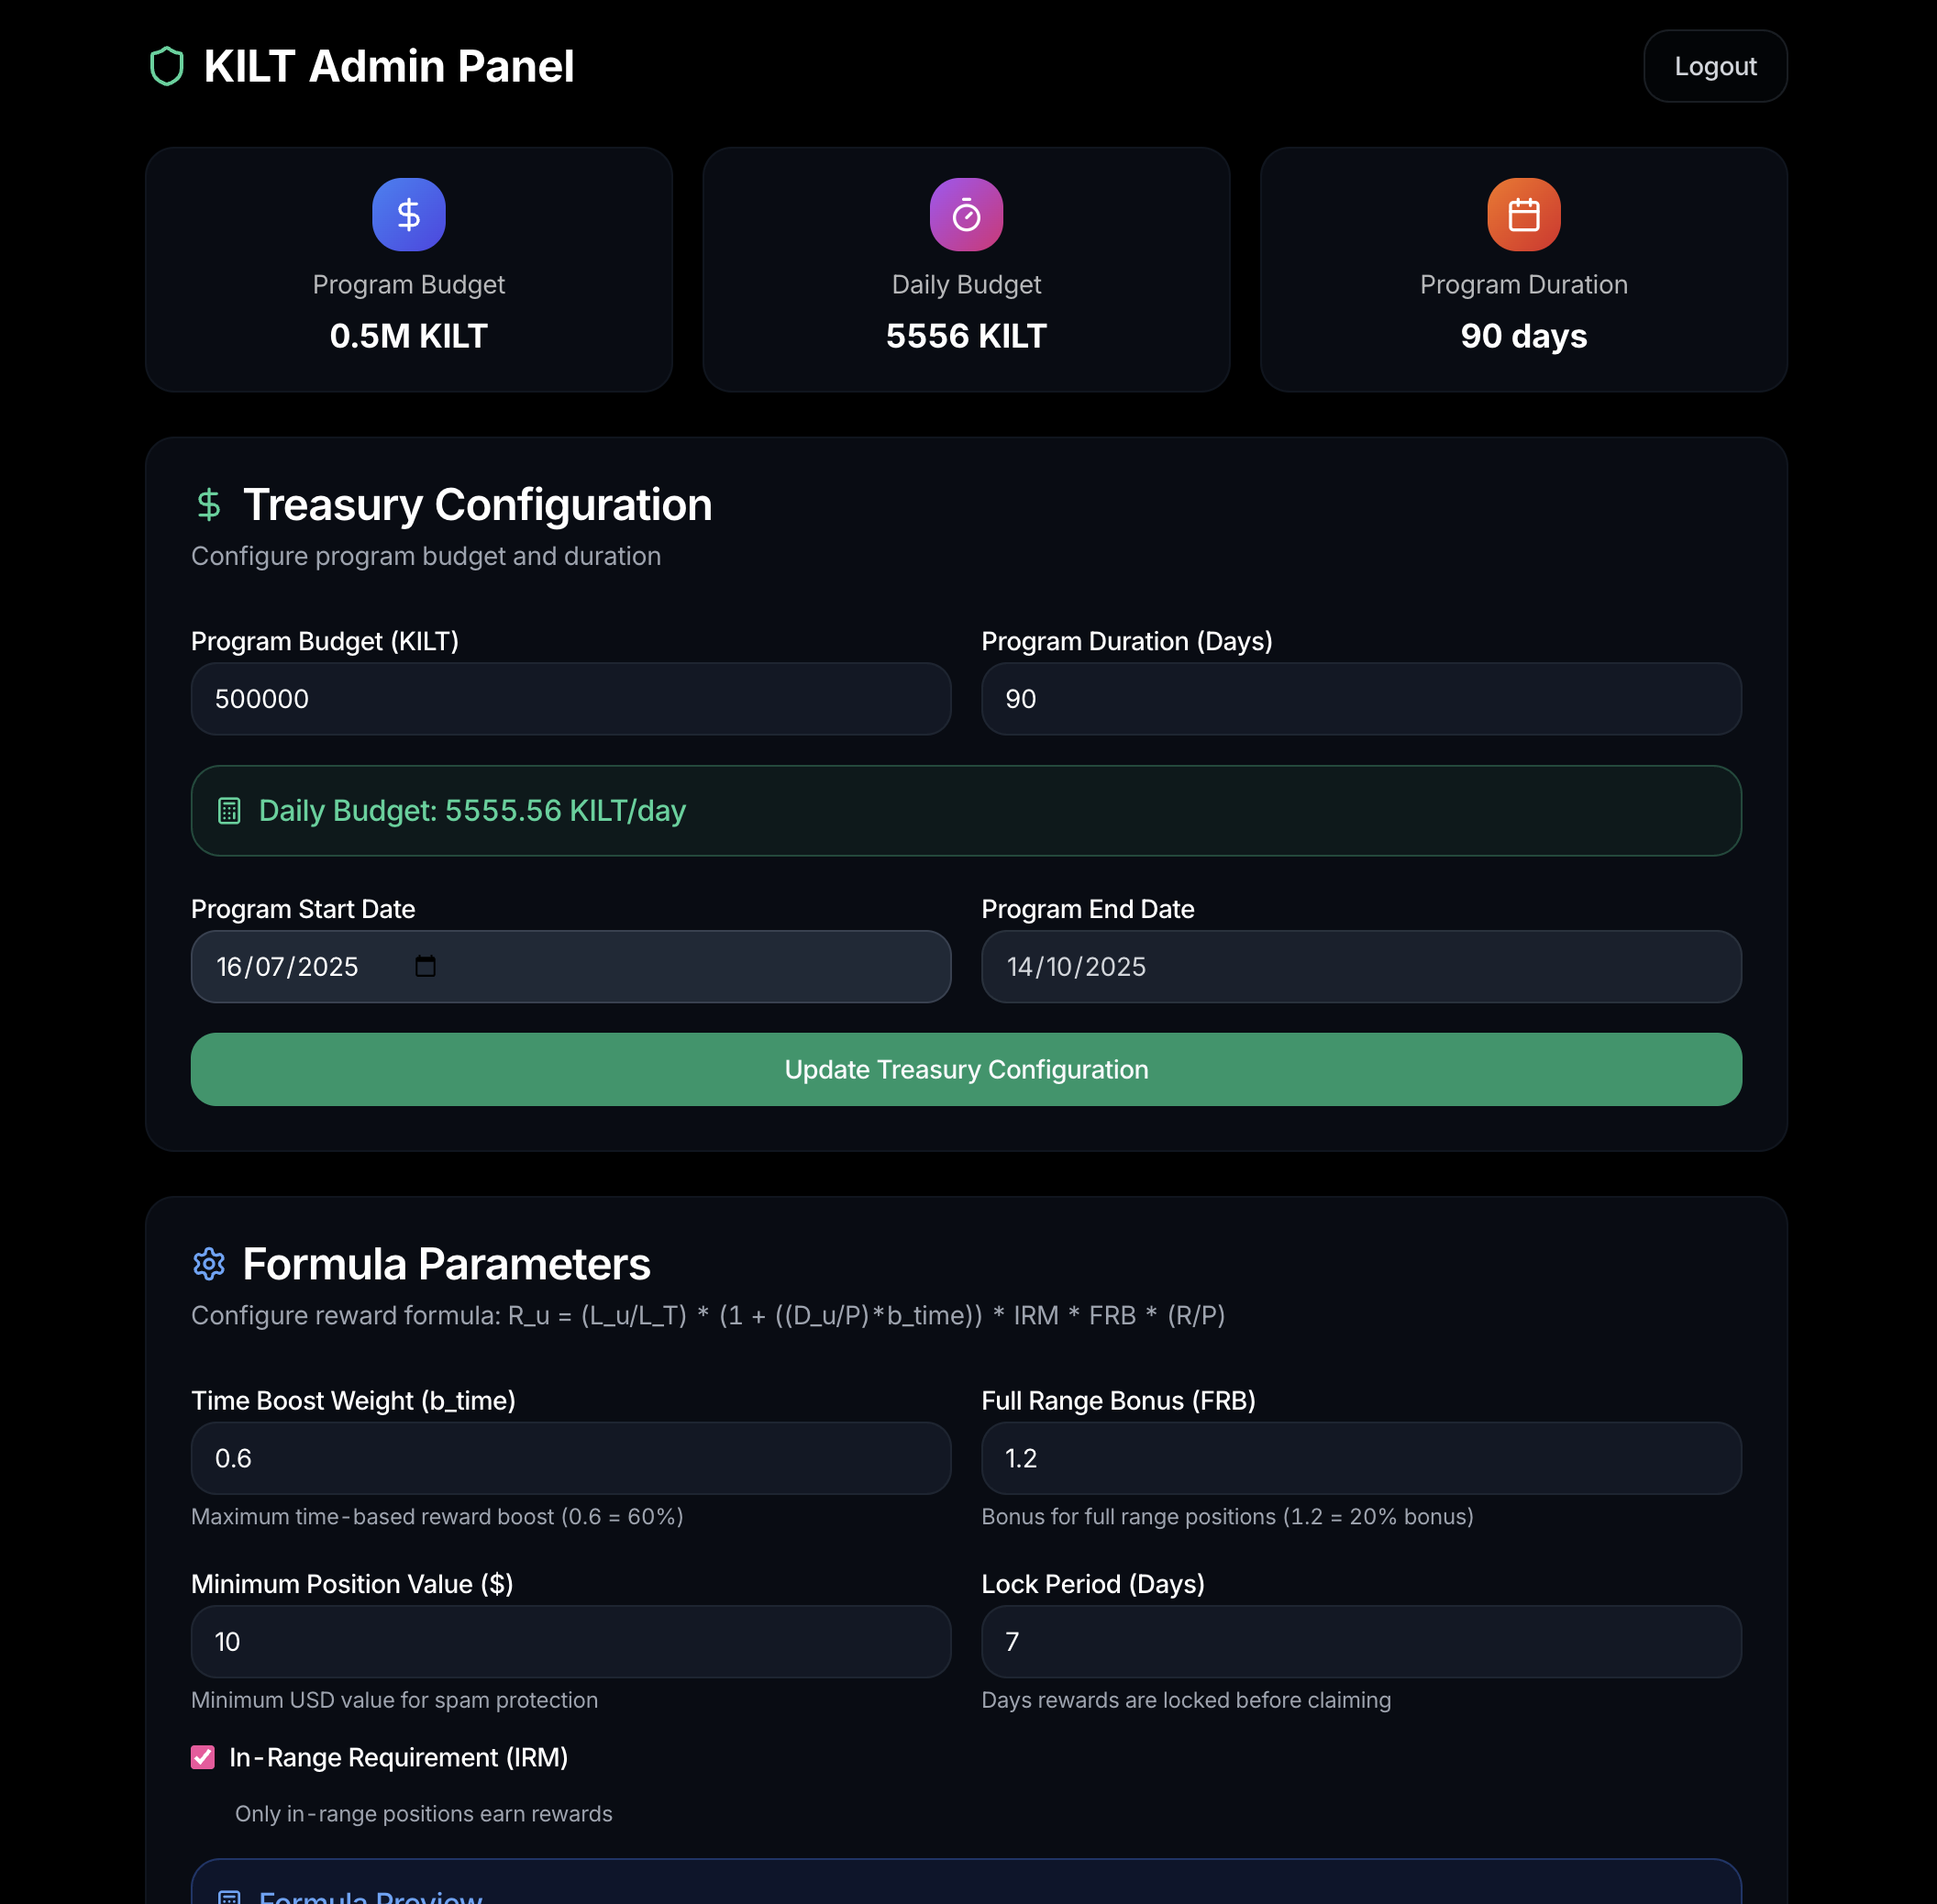 KILT Admin Panel
Logout
Program Budget
0.5M KILT
Daily Budget
5556 KILT
Program Duration
90 days
Treasury Configuration
Configure program budget and duration
Program Budget (KILT)
500000
Program Duration (Days)
90
Daily Budget: 5555.56 KILT/day
Program Start Date
16/07/2025
Program End Date
14/10/2025
Update Treasury Configuration
Formula Parameters
Configure reward formula: R_u = (L_u/L_T) * (1 + ((D_u/P)*b_time)) * IRM * FRB * (R/P)
Time Boost Weight (b_time)
0.6
Maximum time-based reward boost (0.6 = 60%)
Full Range Bonus (FRB)
1.2
Bonus for full range positions (1.2 = 20% bonus)
Minimum Position Value ($)
10
Minimum USD value for spam protection
Lock Period (Days)
7
Days rewards are locked before claiming
In-Range Requirement (IRM)
Only in-range positions earn rewards
Formula Preview